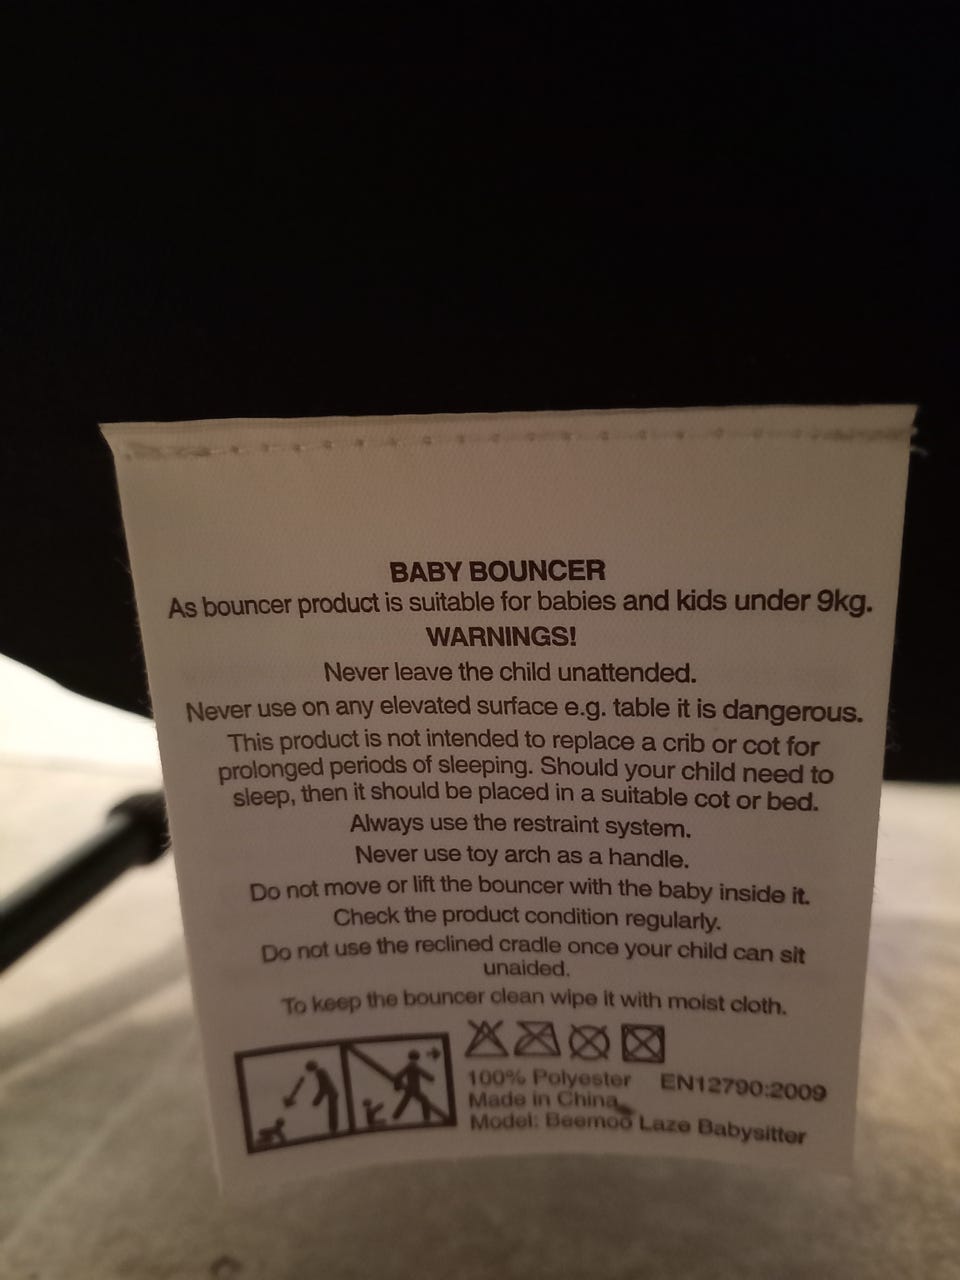 BABY BOUNCER
As bouncer product is suitable for babies and kids under 9kg.
WARNINGS!
Never leave the child unattended.
Never use on any elevated surface e.g. table it is dangerous.
This product is not intended to replace a crib or cot for
prolonged periods of sleeping. Should your child need to
sleep, then it should be placed in a suitable cot or bed.
Always use the restraint system.
Never use toy arch as a handle.
Do not move or lift the bouncer with the baby inside it.
Check the product condition regularly.
Do not use the reclined cradle once your child can sit
unaided.
To keep the bouncer clean wipe it with moist cloth.
100% Polyester EN12790:2009
Made in China
Model: Beemoo Laze Babysitter